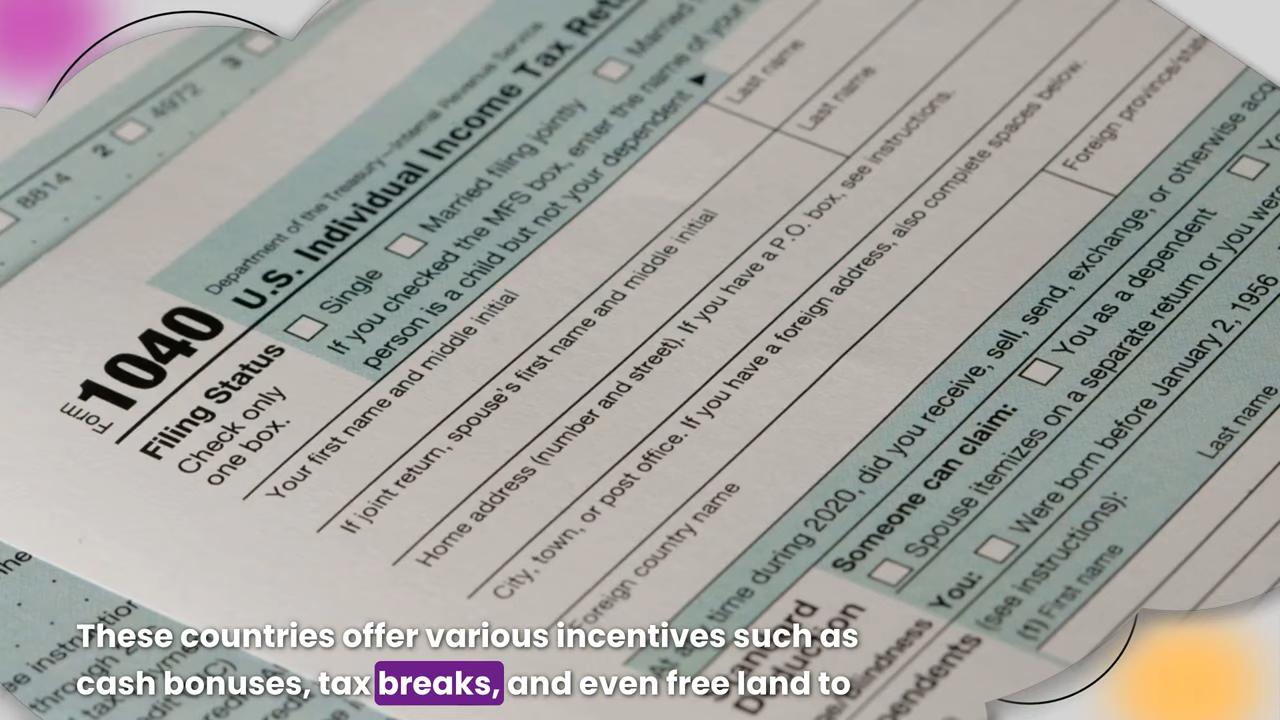 8814
2
4972
3
Department of the Treasury—Internal Revenue Service
FORM
1040
U.S. Individual Income Tax
Filing Status
Check only
one box.
Single
Married filing jointly
Married
If you checked the MFS box, enter the name of your
person is a child but not your dependent ▶
Your first name and middle initial
Last name
If joint return, spouse's first name and middle initial
Last name
Home address (number and street). If you have a P.O. box, see instructions.
City, town, or post office. If you have a foreign address, also complete spaces below.
Foreign country name
Foreign province/state
time during 2020, did you receive, sell, send, exchange, or otherwise
Standard
Deduction
Someone can claim:
You as a dependent
Spouse itemizes on a separate return or you were
You:
Were born before January 2, 1956
(see instructions):
(1) First name
Last name
These countries offer various incentives such as
cash bonuses, tax breaks, and even free land to